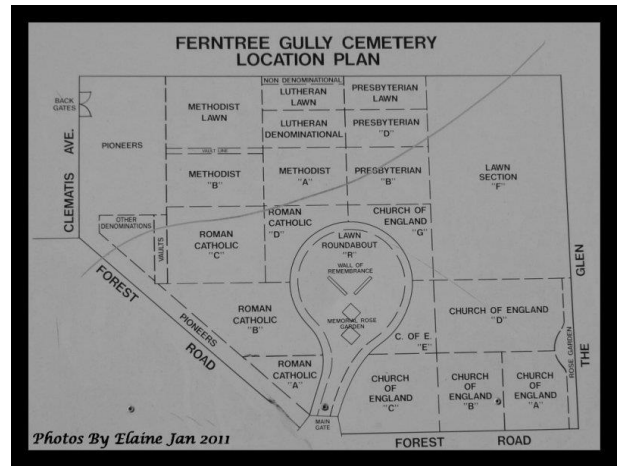 FERNTREE GULLY CEMETERY
LOCATION PLAN
BACK
GATES
CLEMATIS AVE.
PIONEERS
METHODIST
LAWN
NON DENOMINATIONAL
LUTHERAN
LAWN
PRESBYTERIAN
LAWN
LUTHERAN
DENOMINATIONAL
PRESBYTERIAN
"D"
VAULT LINE
METHODIST
"B"
METHODIST
"A"
PRESBYTERIAN
"B"
LAWN
SECTION
"F"
OTHER
DENOMINATIONS
VAULTS
ROMAN
CATHOLIC
"C"
ROMAN
CATHOLIC
"D"
CHURCH OF
ENGLAND
"G"
LAWN
ROUNDABOUT
"R"
WALL OF
REMEMBRANCE
MEMORIAL ROSE
GARDEN
FOREST
ROAD
PIONEERS
ROMAN
CATHOLIC
"B"
ROMAN
CATHOLIC
"A"
C. OF E.
"E"
CHURCH OF ENGLAND
"D"
CHURCH
OF
ENGLAND
"C"
CHURCH
OF
ENGLAND
"B"
CHURCH
OF
ENGLAND
"A"
ROSE GARDEN
THE GLEN
MAIN
GATE
FOREST ROAD
Photos By Elaine Jan 2011